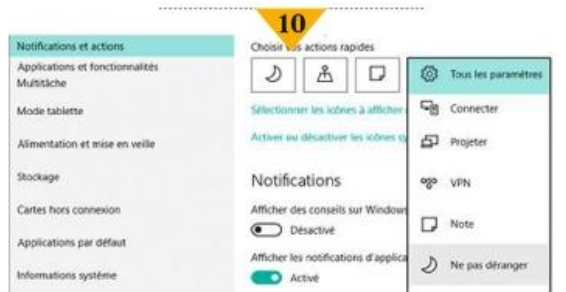 10
Notifications et actions
Applications et fonctionnalités
Multitâche
Mode tablette
Alimentation et mise en veille
Stockage
Cartes hors connexion
Applications par défaut
Informations système
Choisir vos actions rapides
Sélectionner les icônes à afficher
Activer ou désactiver les icônes sy
Notifications
Afficher des conseils sur Windows
Désactivé
Afficher les notifications d'applica
Activé
Tous les paramètres
Connecter
Projeter
VPN
Note
Ne pas déranger